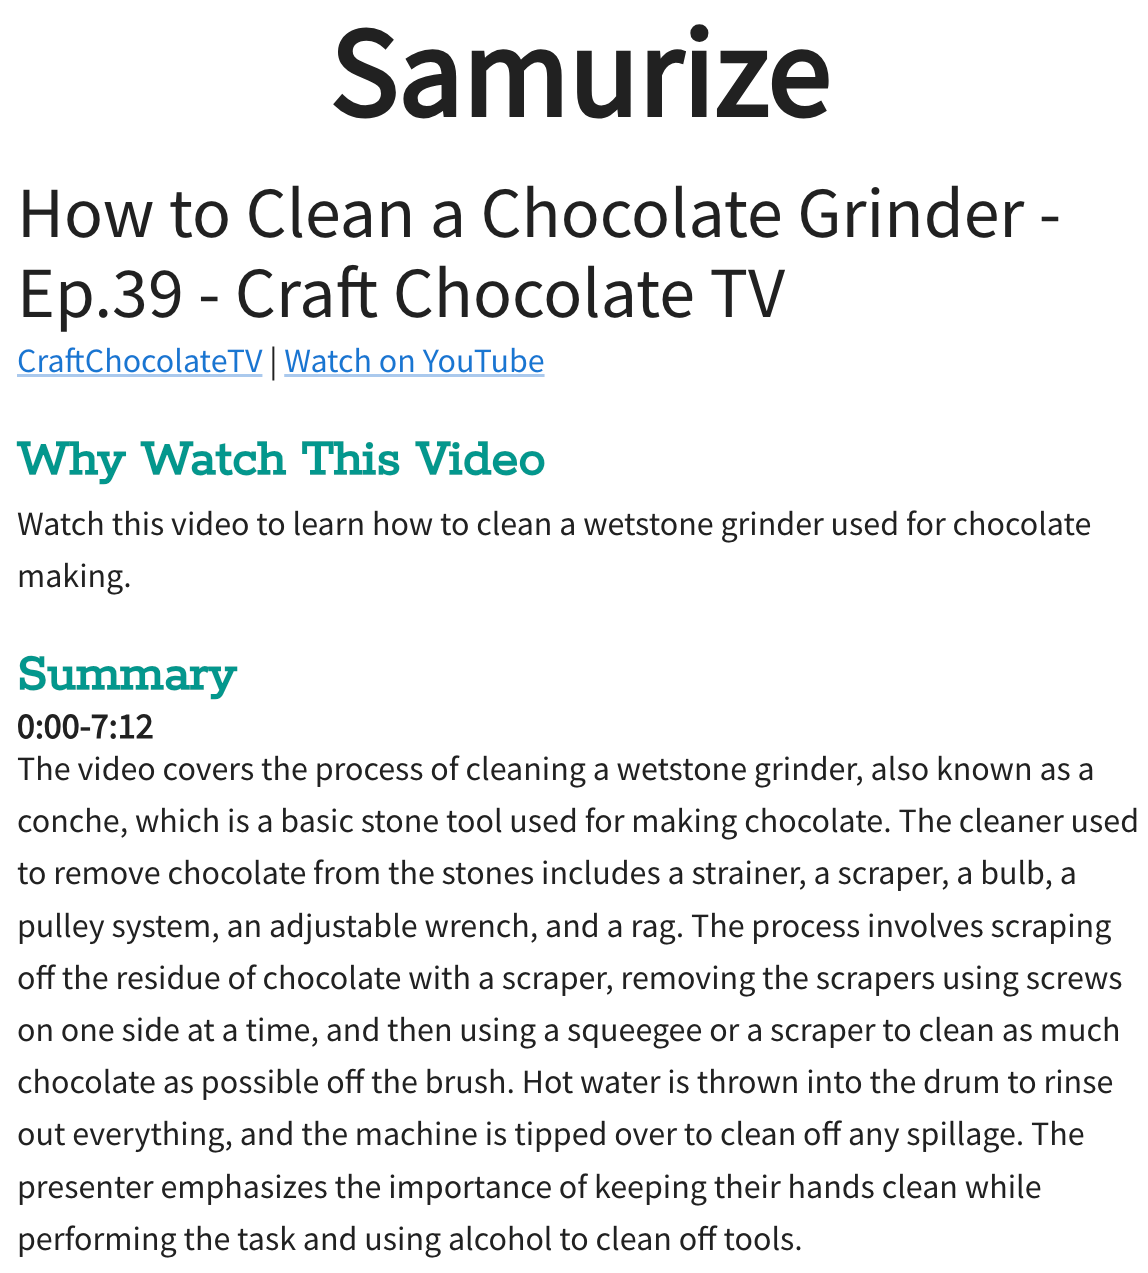 Samurize
How to Clean a Chocolate Grinder -
Ep.39 - Craft Chocolate TV
CraftChocolateTV | Watch on YouTube
Why Watch This Video
Watch this video to learn how to clean a wetstone grinder used for chocolate
making.
Summary
0:00-7:12
The video covers the process of cleaning a wetstone grinder, also known as a
conche, which is a basic stone tool used for making chocolate. The cleaner used
to remove chocolate from the stones includes a strainer, a scraper, a bulb, a
pulley system, an adjustable wrench, and a rag. The process involves scraping
off the residue of chocolate with a scraper, removing the scrapers using screws
on one side at a time, and then using a squeegee or a scraper to clean as much
chocolate as possible off the brush. Hot water is thrown into the drum to rinse
out everything, and the machine is tipped over to clean off any spillage. The
presenter emphasizes the importance of keeping their hands clean while
performing the task and using alcohol to clean off tools.